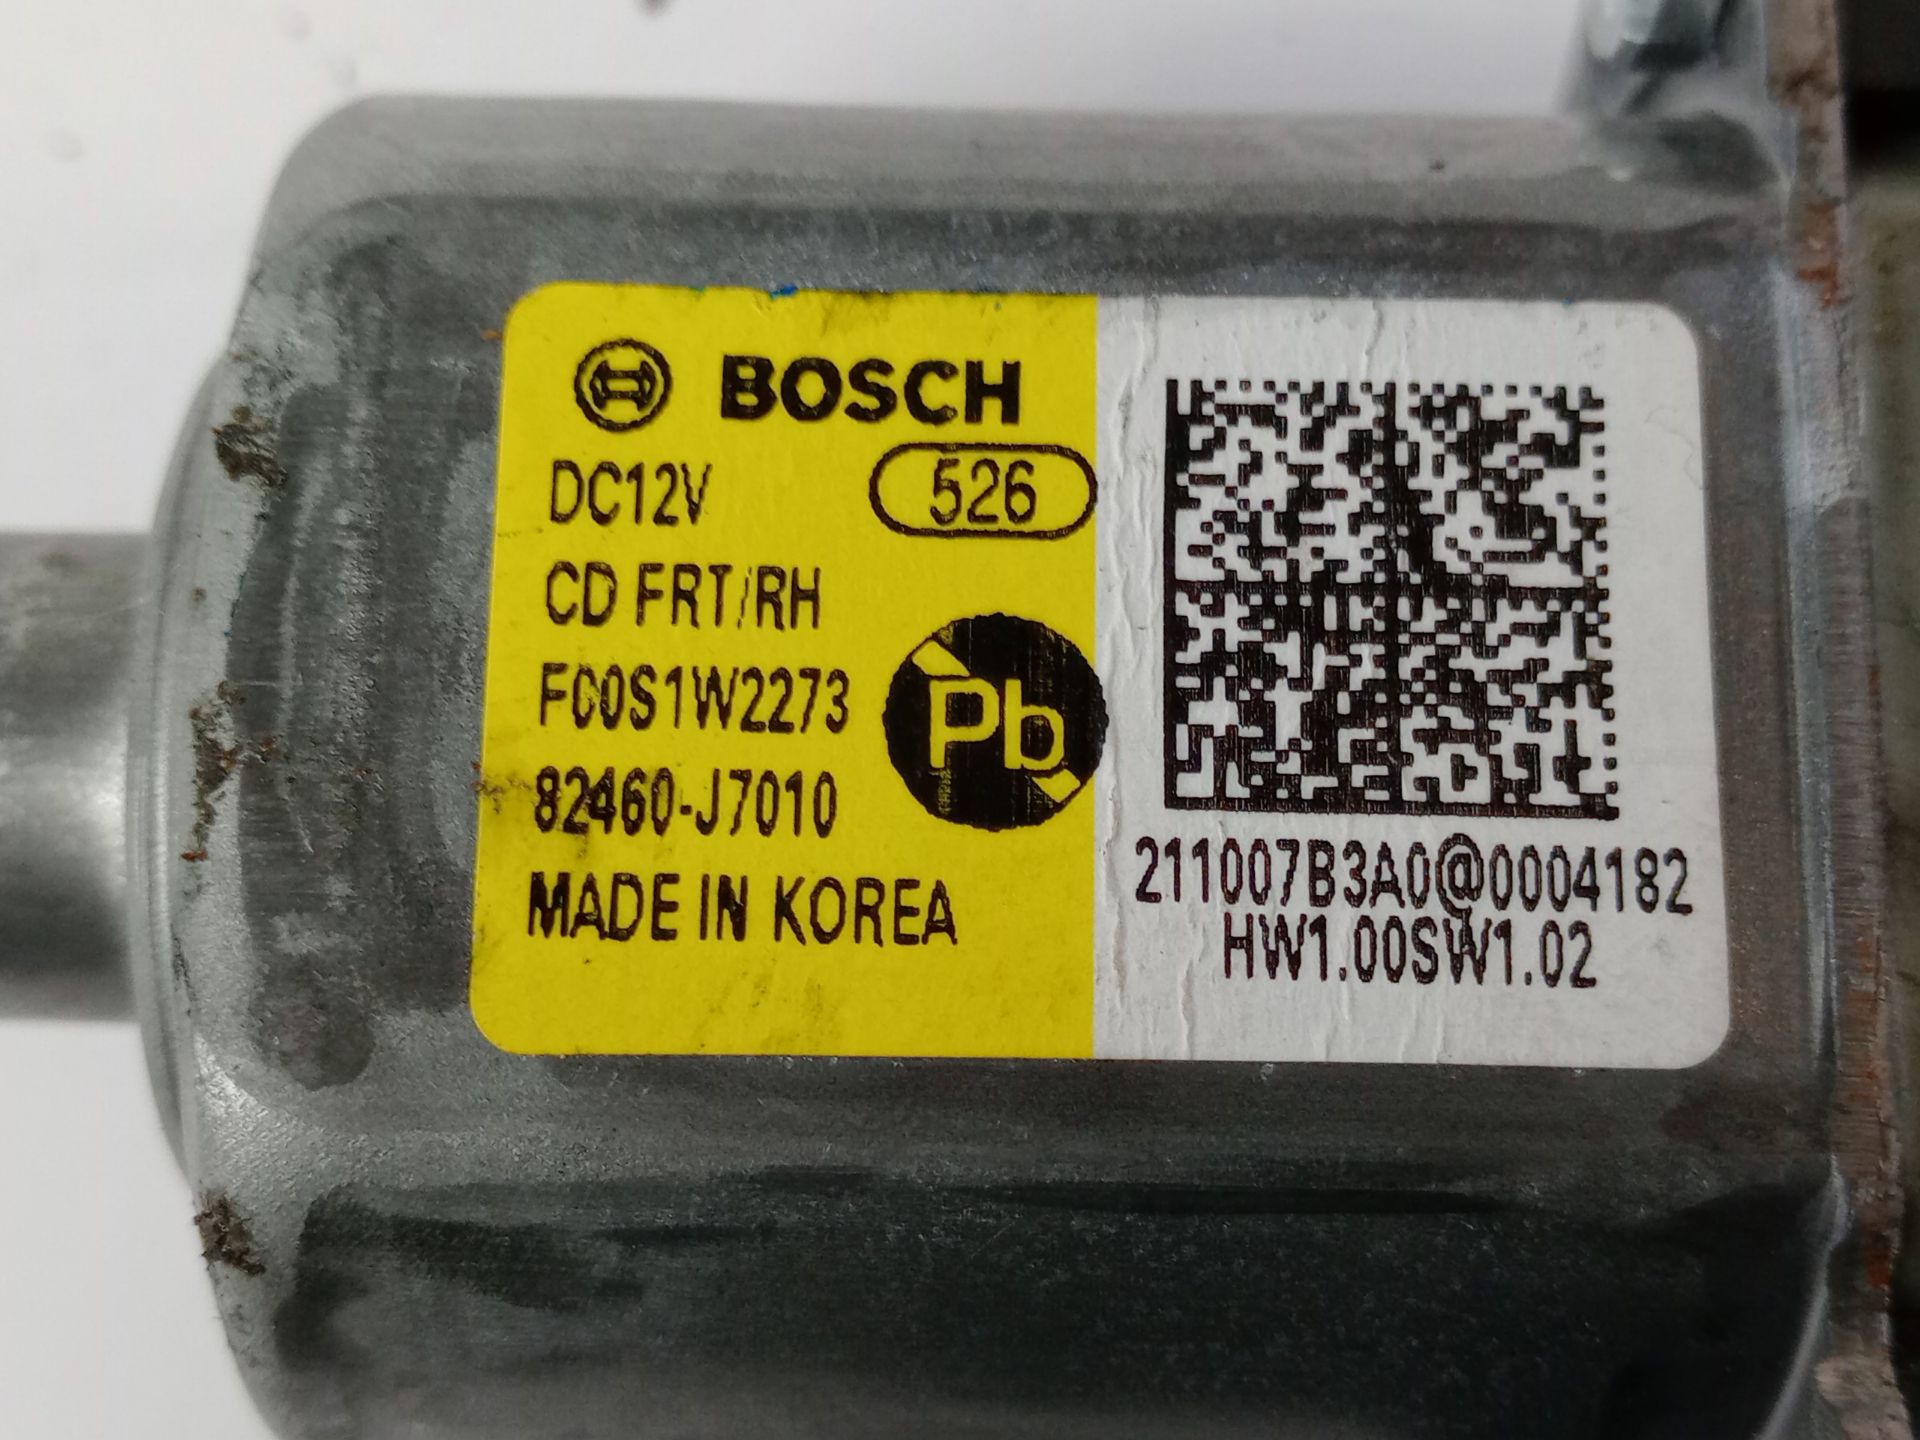 BOSCH
DC12V 526
CD FRT/RH
F00S1W2273
Pb
82460-J7010
MADE IN KOREA
211007B3A0@0004182
HW1.00SW1.02